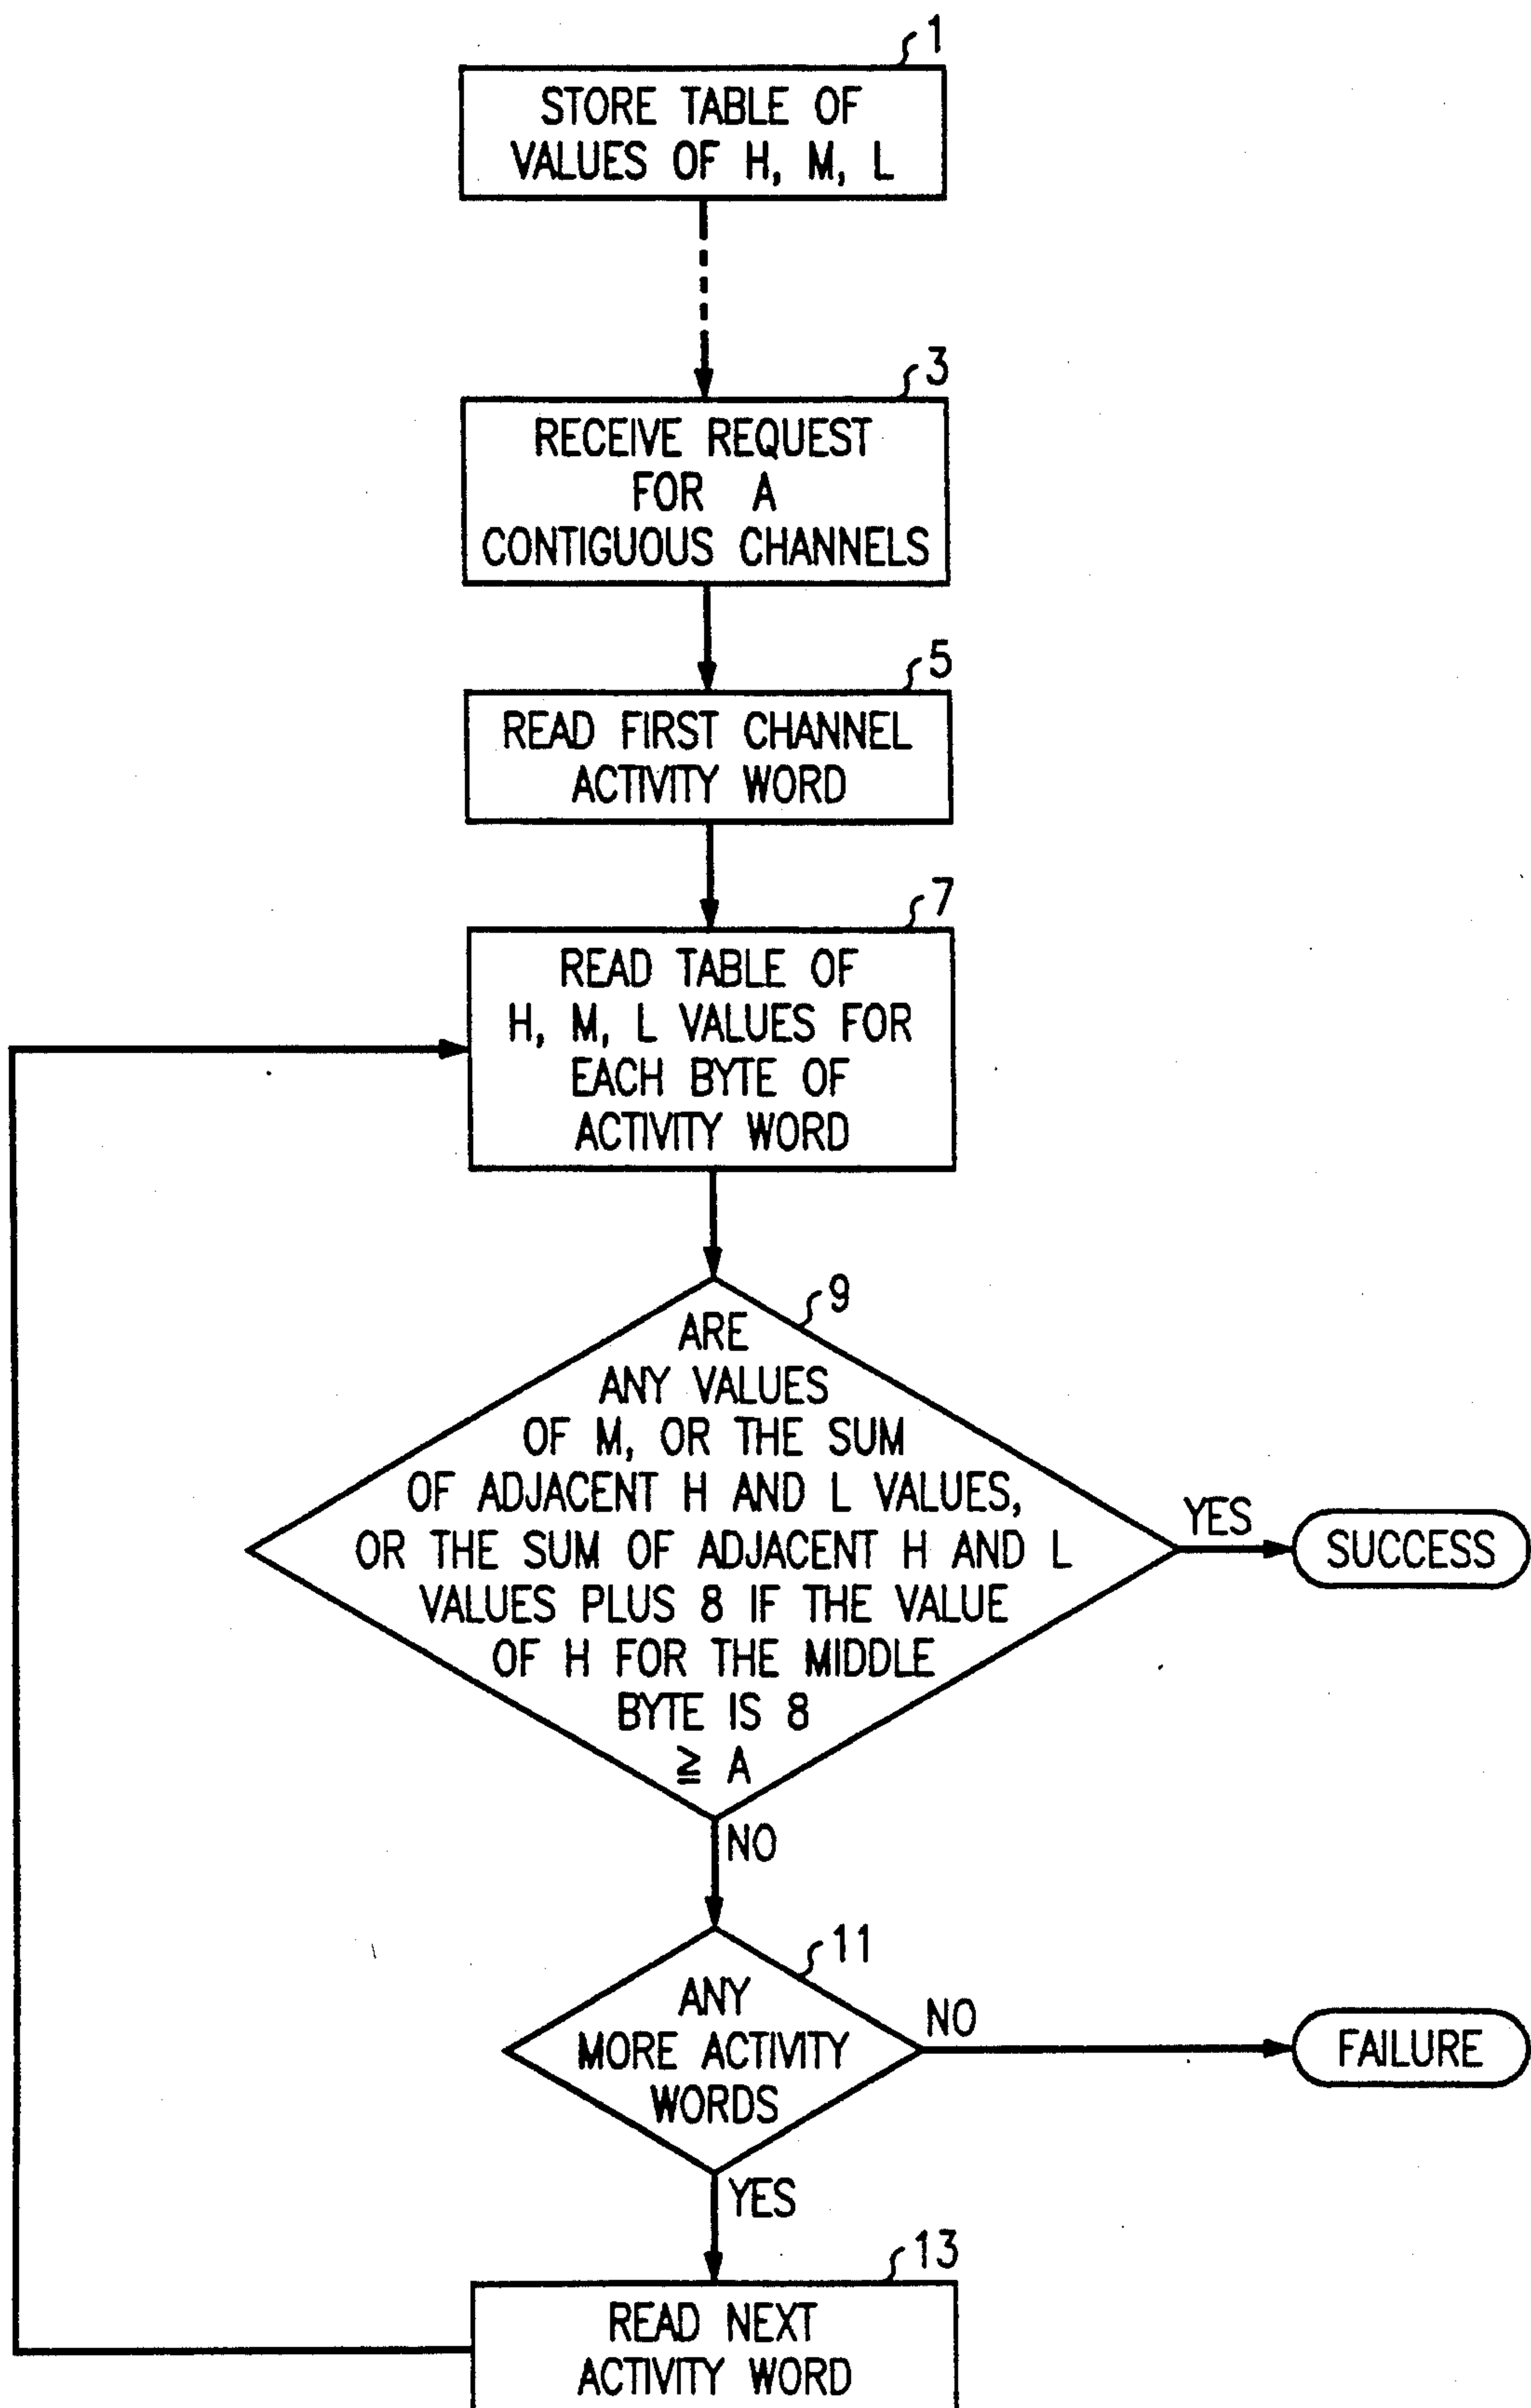 1
STORE TABLE OF
VALUES OF H, M, L
3
RECEIVE REQUEST
FOR A
CONTIGUOUS CHANNELS
5
READ FIRST CHANNEL
ACTIVITY WORD
7
READ TABLE OF
H, M, L VALUES FOR
EACH BYTE OF
ACTIVITY WORD
9
ARE
ANY VALUES
OF M, OR THE SUM
OF ADJACENT H AND L VALUES,
OR THE SUM OF ADJACENT H AND L
VALUES PLUS 8 IF THE VALUE
OF H FOR THE MIDDLE
BYTE IS 8
≧ A
YES
SUCCESS
NO
11
ANY
MORE ACTIVITY
WORDS
NO
FAILURE
YES
13
READ NEXT
ACTIVITY WORD